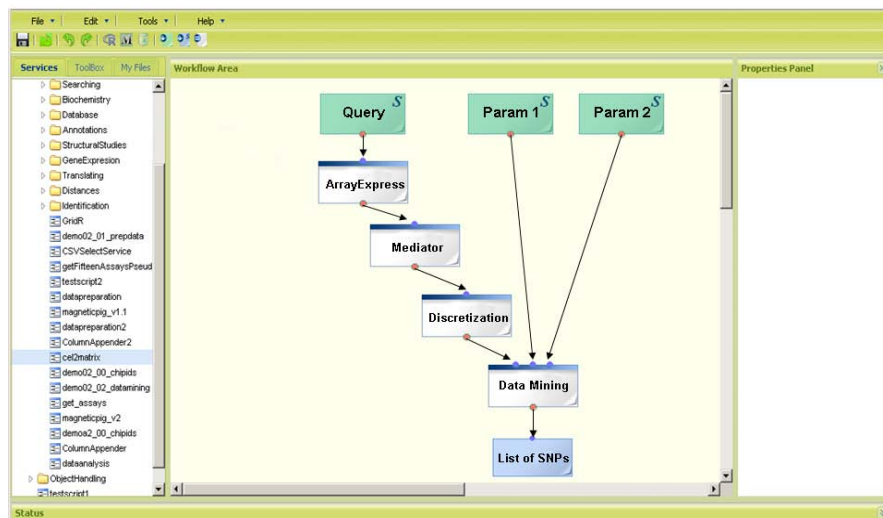 File Edit Tools Help
Services ToolBox My Files
Workflow Area
Properties Panel
Searching
Biochemistry
Database
Annotations
StructuralStudies
GeneExpresion
Translating
Distances
Identification
GridR
demo02_01_prepdata
CSVSelectService
getFifteenAssaysPseud
testscript2
datapreparation
magneticpig_v1.1
datapreparation2
ColumnAppender2
cel2matrix
demo02_00_chipids
demo02_02_datamining
get_assays
magneticpig_v2
demoa2_00_chipids
ColumnAppender
dataanalysis
ObjectHandling
testscript1
Query S
Param 1 S
Param 2 S
ArrayExpress
Mediator
Discretization
Data Mining
List of SNPs
Status